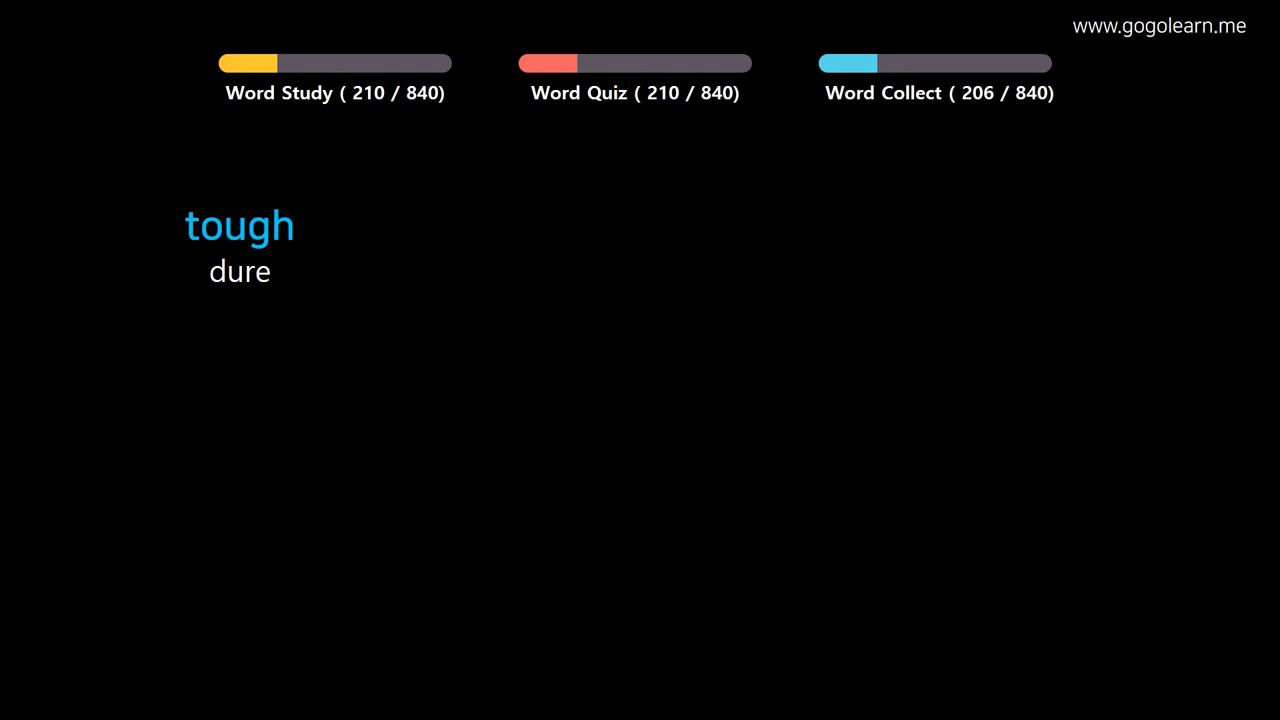 www.gogolearn.me
Word Study ( 210 / 840)
Word Quiz ( 210 / 840)
Word Collect ( 206 / 840)
tough
dure